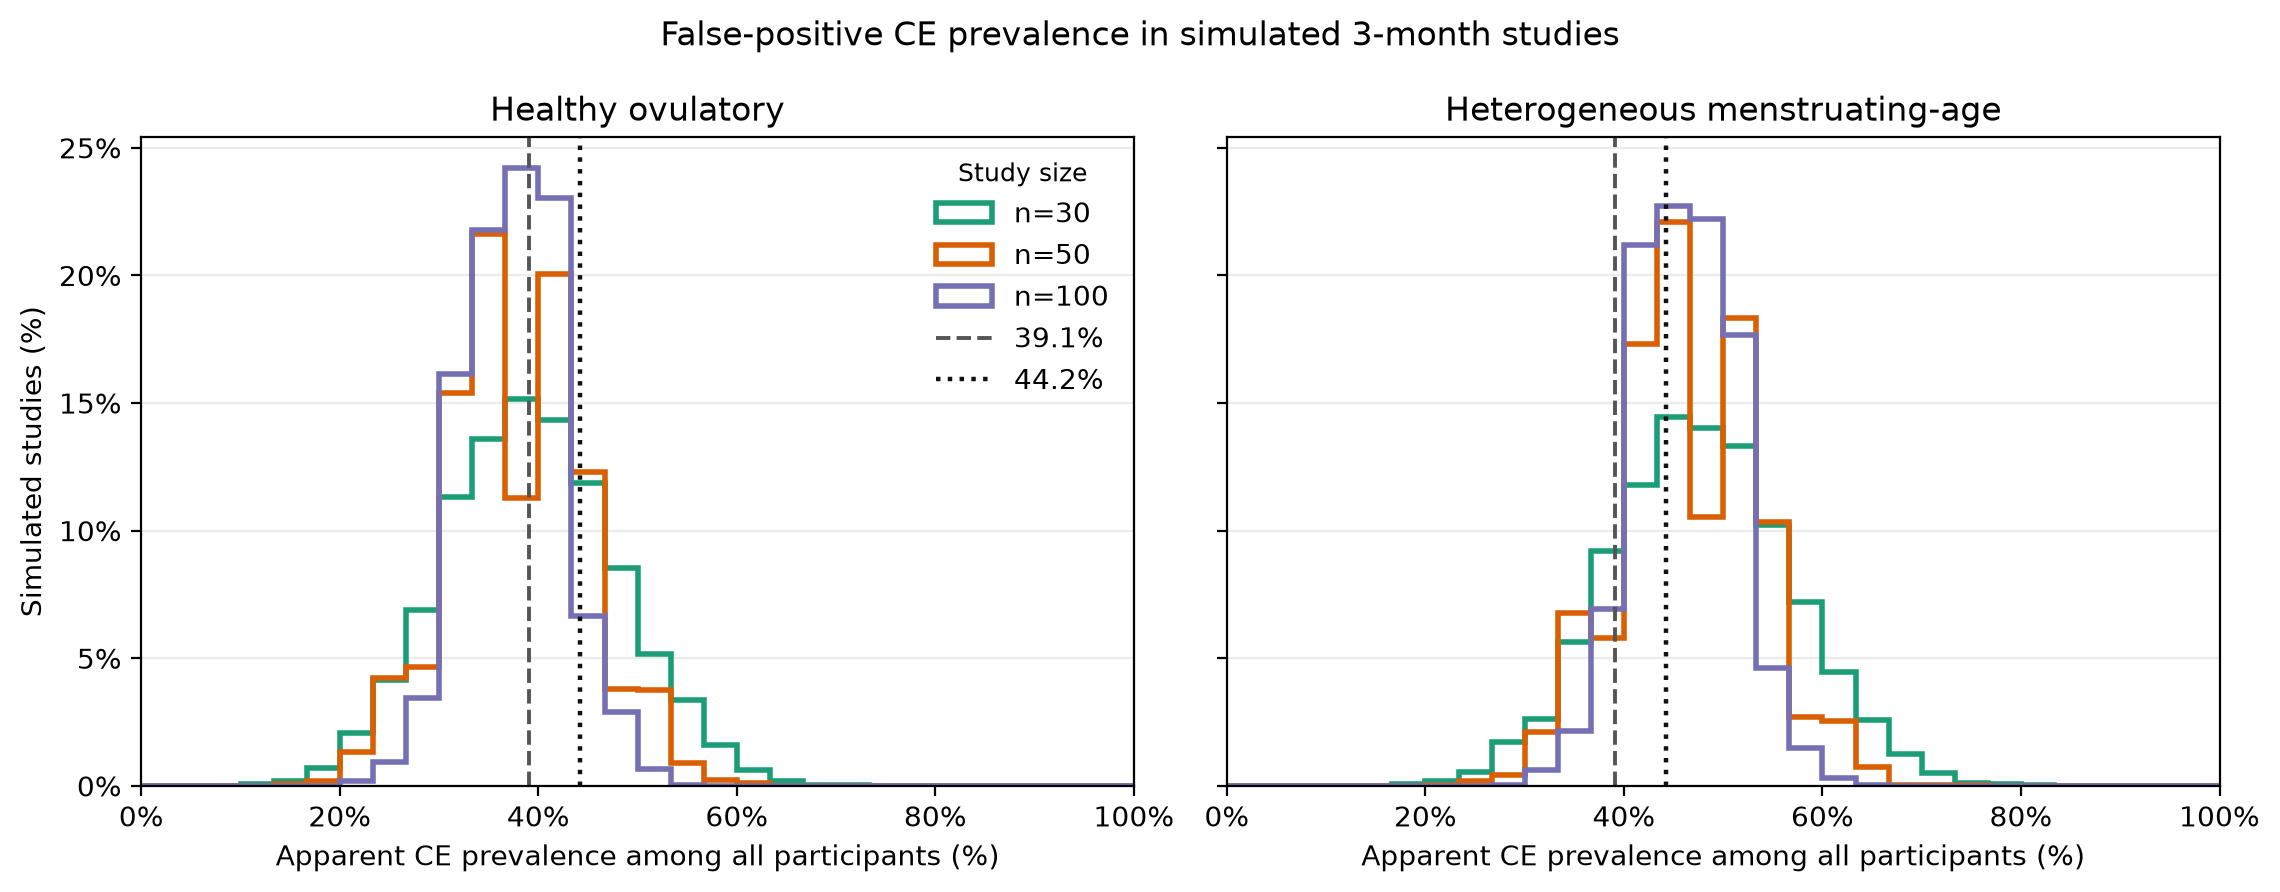 False-positive CE prevalence in simulated 3-month studies
Healthy ovulatory
Heterogeneous menstruating-age
Simulated studies (%)
25%
20%
15%
10%
5%
0%
Study size
n=30
n=50
n=100
39.1%
44.2%
0%
20%
40%
60%
80%
100%
0%
20%
40%
60%
80%
100%
Apparent CE prevalence among all participants (%)
Apparent CE prevalence among all participants (%)